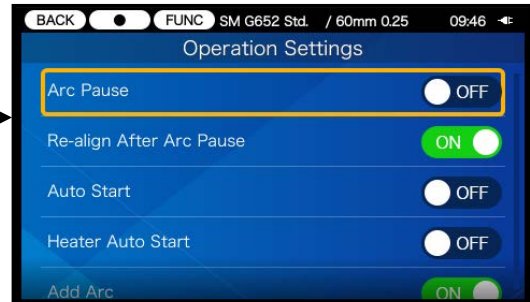 BACK ● FUNC SM G652 Std. / 60mm 0.25 09:46
Operation Settings
Arc Pause OFF
Re-align After Arc Pause ON
Auto Start OFF
Heater Auto Start OFF
Add Arc ON